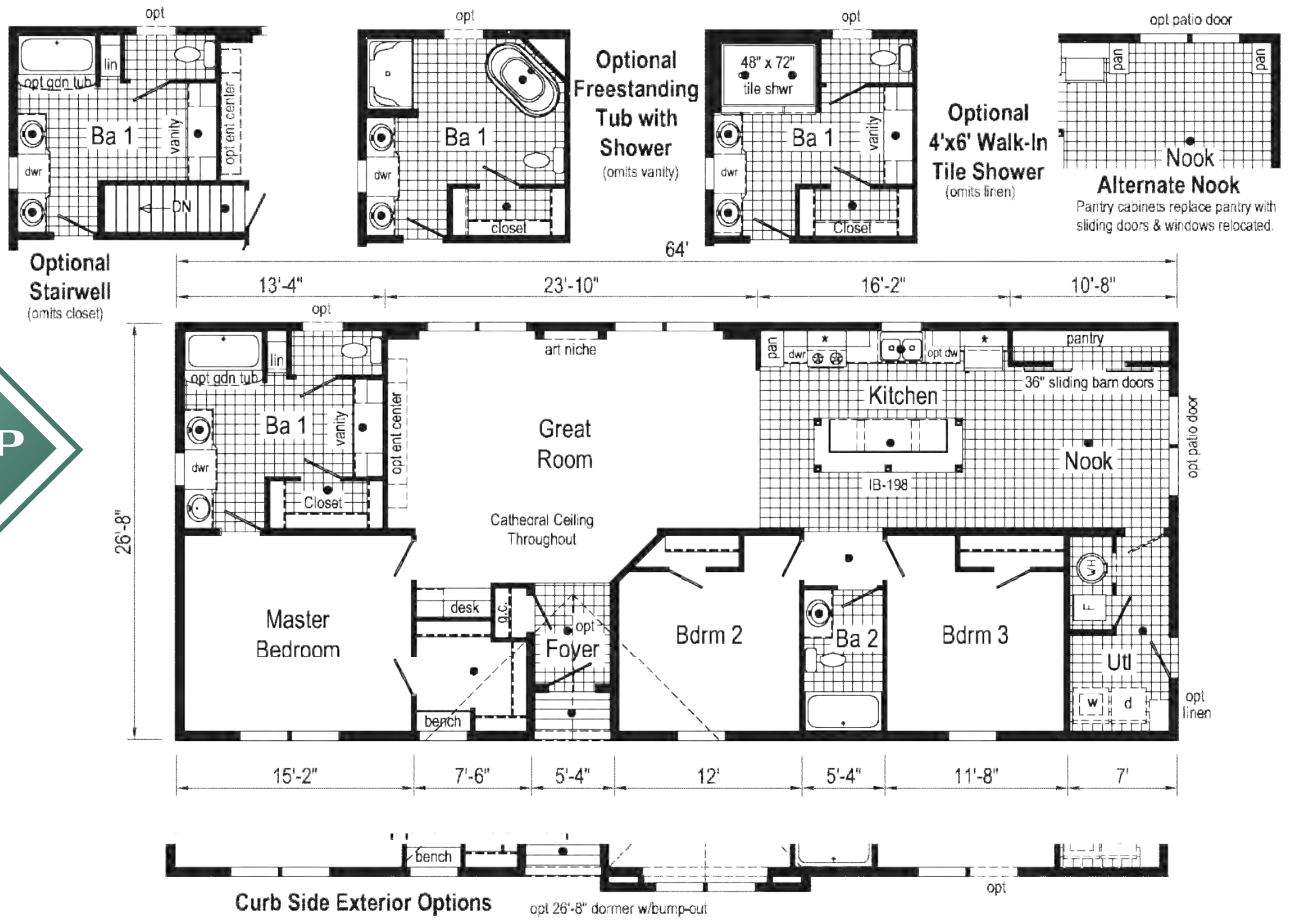 opt
lin
opt gdn tub
Ba 1
vanity
opt ent center
dwr
DN
Optional
Stairwell
(omits closet)
opt
Ba 1
dwr
closet
Optional
Freestanding
Tub with
Shower
(omits vanity)
opt
48" x 72"
tile shwr
Ba 1
vanity
dwr
Closet
Optional
4'x6' Walk-In
Tile Shower
(omits linen)
opt patio door
pan
pan
Nook
Alternate Nook
Pantry cabinets replace pantry with
sliding doors & windows relocated.
64'
13'-4"
23'-10"
16'-2"
10'-8"
opt
26'-8"
P
lin
opt gdn tub
Ba 1
vanity
opt ent center
dwr
Closet
art niche
Great
Room
Cathedral Ceiling
Throughout
pan
dwr
*
opt dw
*
pantry
36" sliding barn doors
Kitchen
IB-198
Nook
opt patio door
Master
Bedroom
desk
g.c.
opt
Foyer
bench
Bdrm 2
Ba 2
Bdrm 3
WH
F
Utl
w
d
opt
linen
15'-2"
7'-6"
5'-4"
12'
5'-4"
11'-8"
7'
bench
opt
Curb Side Exterior Options
opt 26'-8" dormer w/bump-out